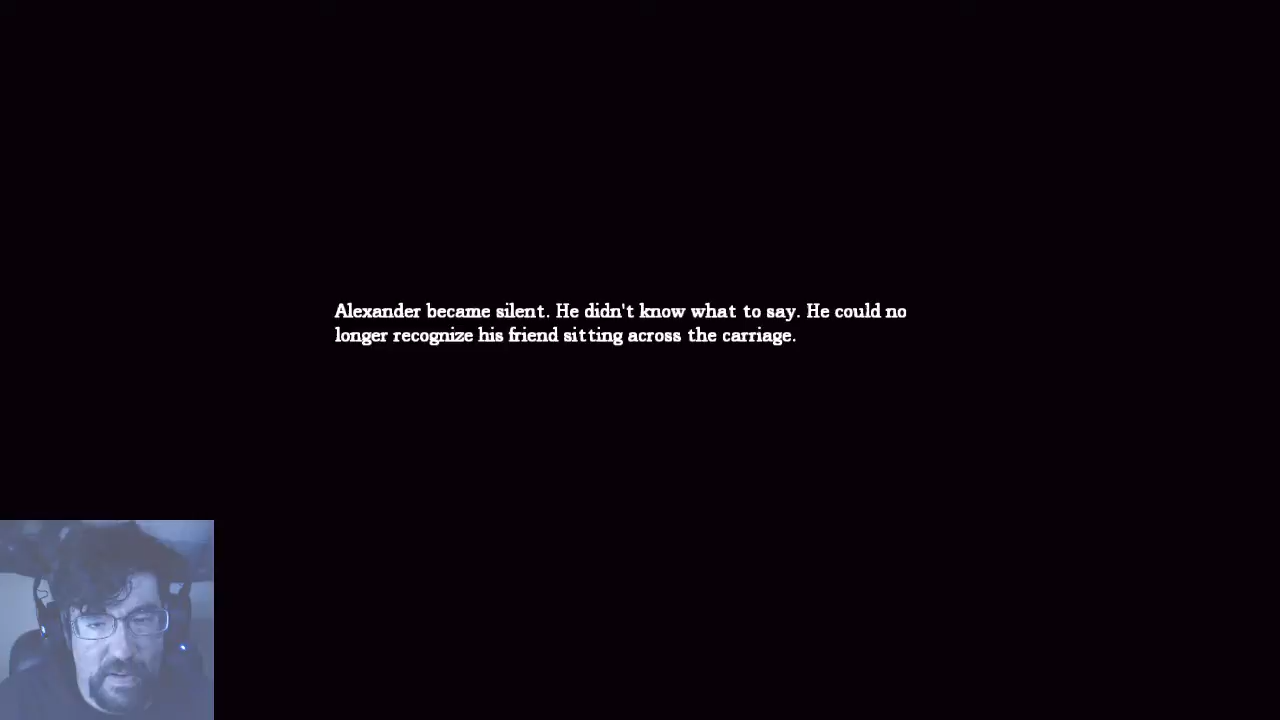 Alexander became silent. He didn't know what to say. He could no
longer recognize his friend sitting across the carriage.